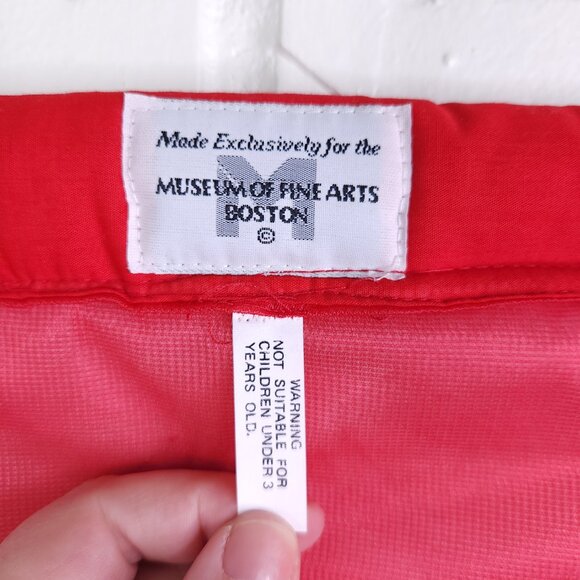 Made Exclusively for the
M
MUSEUM OF FINE ARTS
BOSTON
©
WARNING
NOT SUITABLE FOR
CHILDREN UNDER 3
YEARS OLD.